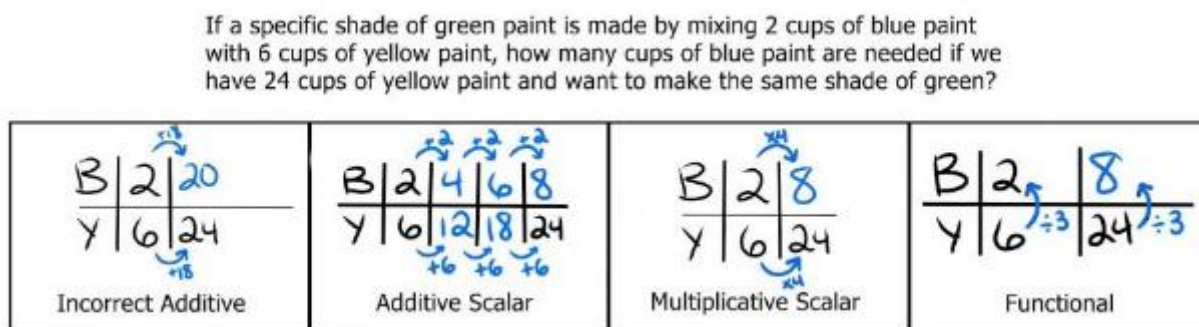 If a specific shade of green paint is made by mixing 2 cups of blue paint
with 6 cups of yellow paint, how many cups of blue paint are needed if we
have 24 cups of yellow paint and want to make the same shade of green?
+18
B 2 20
Y 6 24
+18
Incorrect Additive
+2 +2 +2
B 2 4 6 8
Y 6 12 18 24
+6 +6 +6
Additive Scalar
x4
B 2 8
Y 6 24
x4
Multiplicative Scalar
B 2 8
Y 6 ÷3 24 ÷3
Functional